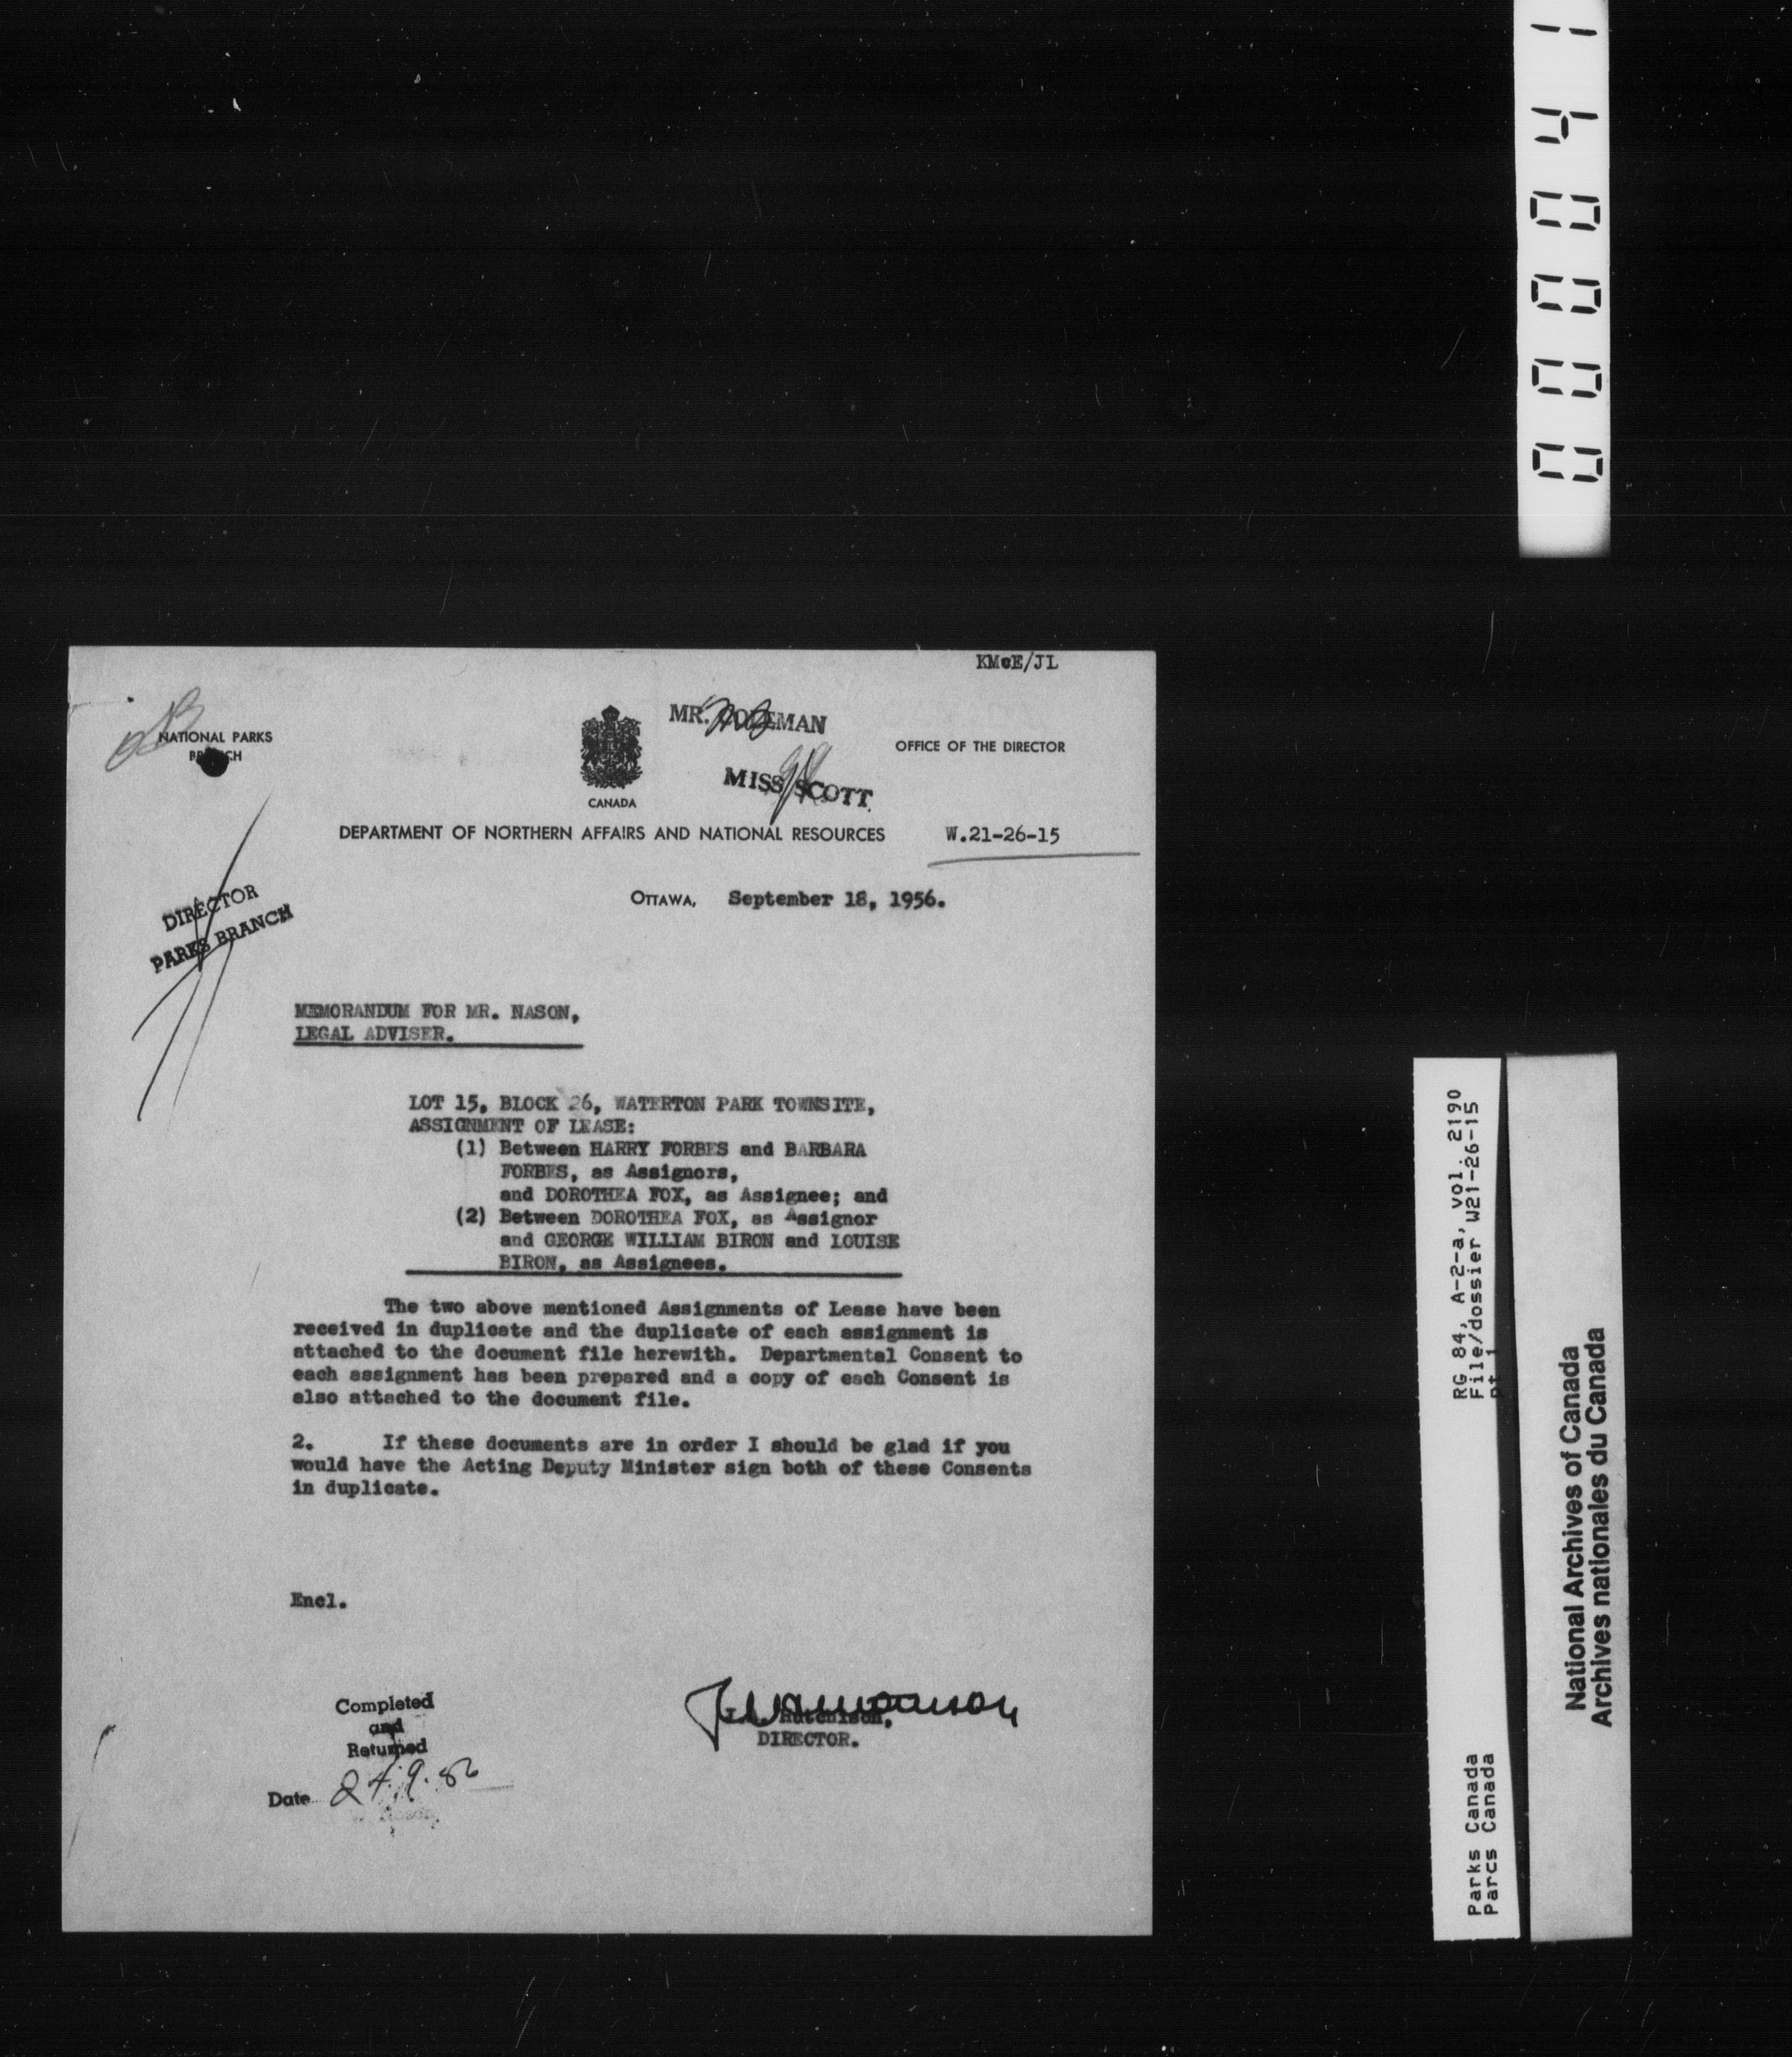 KMcE/JL
NATIONAL PARKS
BRANCH
MR. COLEMAN
OFFICE OF THE DIRECTOR
MISS SCOTT
CANADA
DEPARTMENT OF NORTHERN AFFAIRS AND NATIONAL RESOURCES
W.21-26-15
OTTAWA, September 18, 1956.
DIRECTOR
PARKS BRANCH
MEMORANDUM FOR MR. NASON,
LEGAL ADVISER.
LOT 15, BLOCK 26, WATERTON PARK TOWNSITE,
ASSIGNMENT OF LEASE:
(1) Between HARRY FORBES and BARBARA
FORBES, as Assignors,
and DOROTHEA FOX, as Assignee; and
(2) Between DOROTHEA FOX, as Assignor
and GEORGE WILLIAM BIRON and LOUISE
BIRON, as Assignees.
The two above mentioned Assignments of Lease have been
received in duplicate and the duplicate of each assignment is
attached to the document file herewith. Departmental Consent to
each assignment has been prepared and a copy of each Consent is
also attached to the document file.
2. If these documents are in order I should be glad if you
would have the Acting Deputy Minister sign both of these Consents
in duplicate.
Encl.
Hutchison,
DIRECTOR.
Completed
and
Returned
Date 24.9.56
000041
RG 84, A-2-a, vol. 2190
File/dossier W21-26-15
pt 1
Parks Canada
Parcs Canada
National Archives of Canada
Archives nationales du Canada